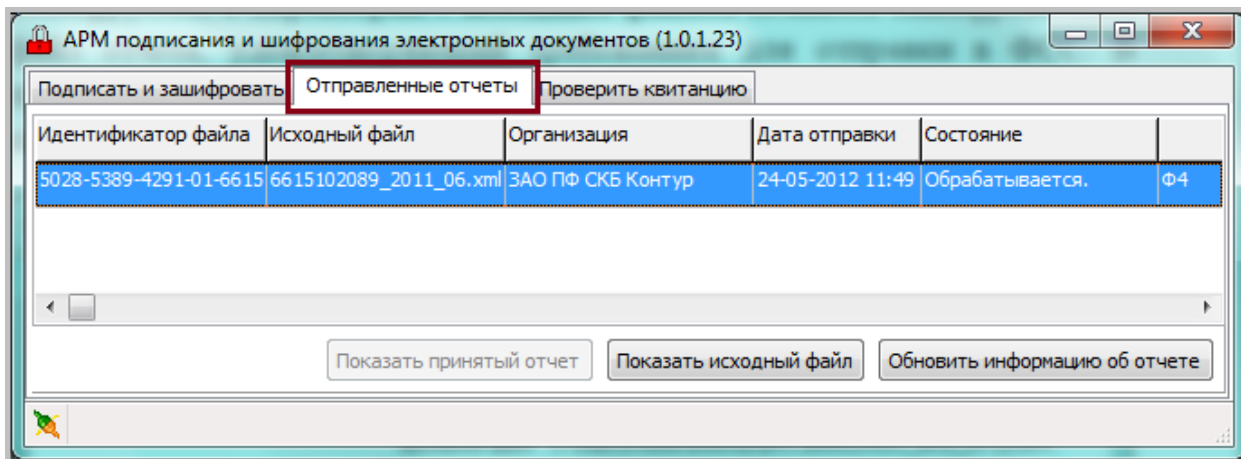 АРМ подписания и шифрования электронных документов (1.0.1.23)
Подписать и зашифровать Отправленные отчеты Проверить квитанцию
Идентификатор файла Исходный файл Организация Дата отправки Состояние
5028-5389-4291-01-6615 6615102089_2011_06.xml ЗАО ПФ СКБ Контур 24-05-2012 11:49 Обрабатывается. Ф4
Показать принятый отчет Показать исходный файл Обновить информацию об отчете